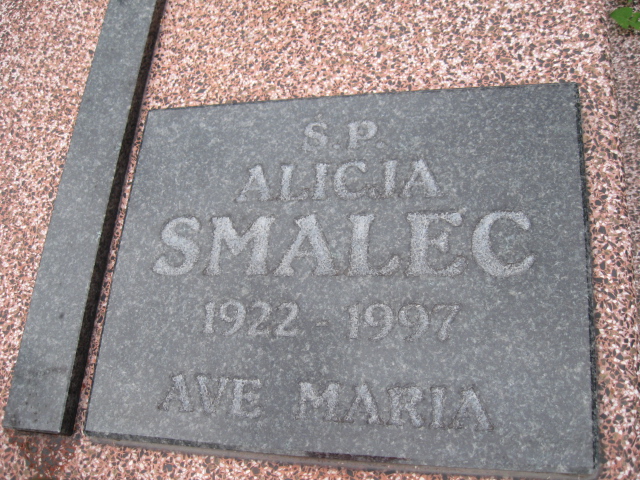 S.P.
ALICJA
SMALEC
1922 - 1997
AVE MARIA